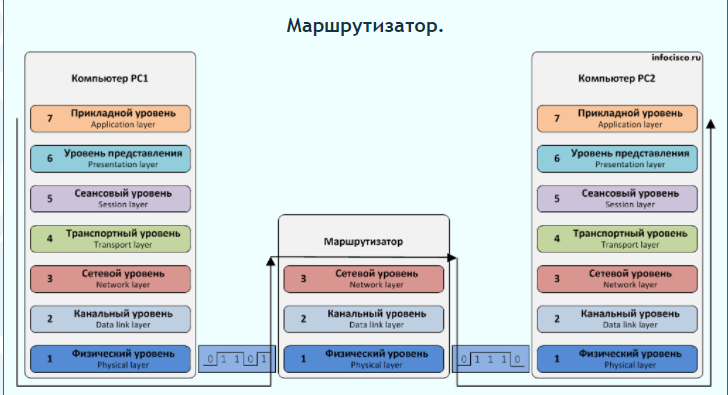 Маршрутизатор.
infocisco.ru
Компьютер PC1
7 Прикладной уровень
Application layer
6 Уровень представления
Presentation layer
5 Сеансовый уровень
Session layer
4 Транспортный уровень
Transport layer
3 Сетевой уровень
Network layer
2 Канальный уровень
Data link layer
1 Физический уровень
Physical layer
0 1 1 0 1
Маршрутизатор
3 Сетевой уровень
Network layer
2 Канальный уровень
Data link layer
1 Физический уровень
Physical layer
0 1 1 1 0
Компьютер PC2
7 Прикладной уровень
Application layer
6 Уровень представления
Presentation layer
5 Сеансовый уровень
Session layer
4 Транспортный уровень
Transport layer
3 Сетевой уровень
Network layer
2 Канальный уровень
Data link layer
1 Физический уровень
Physical layer